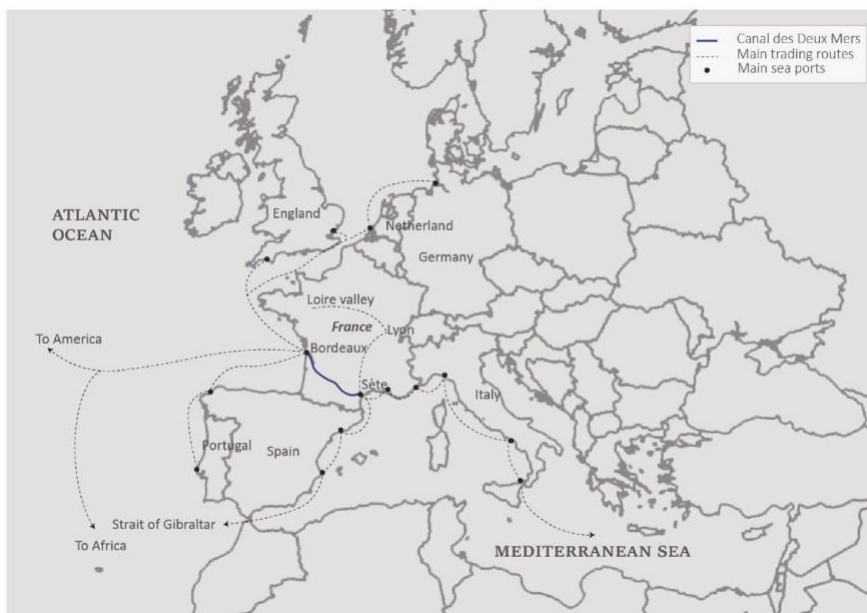 Canal des Deux Mers
Main trading routes
Main sea ports
ATLANTIC
OCEAN
England
Netherland
Germany
Loire valley
France
Lyon
To America
Bordeaux
Sète
Italy
Portugal
Spain
Strait of Gibraltar
To Africa
MEDITERRANEAN SEA